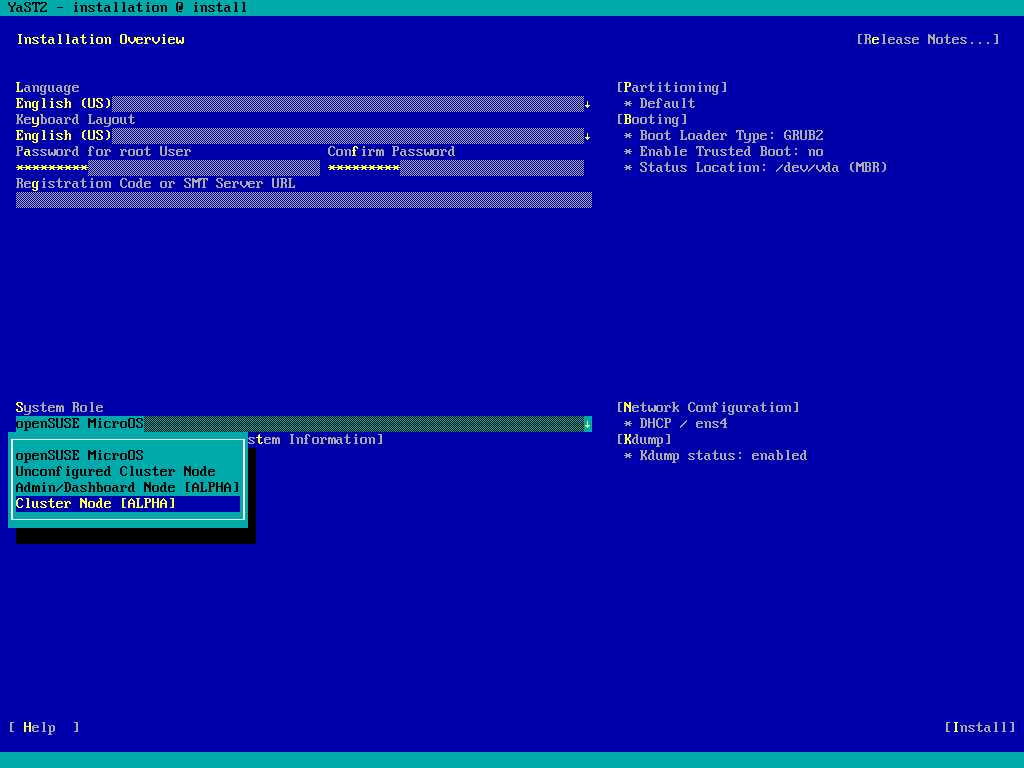 YaST2 - installation @ install
Installation Overview [Release Notes...]
Language [Partitioning]
English (US) ↓ * Default
Keyboard Layout [Booting]
English (US) ↓ * Boot Loader Type: GRUB2
Password for root User Confirm Password * Enable Trusted Boot: no
********* ********* * Status Location: /dev/vda (MBR)
Registration Code or SMT Server URL
System Role [Network Configuration]
openSUSE MicroOS ↓ * DHCP / ens4
stem Information] [Kdump]
openSUSE MicroOS * Kdump status: enabled
Unconfigured Cluster Node
Admin/Dashboard Node [ALPHA]
Cluster Node [ALPHA]
[ Help ] [Install]